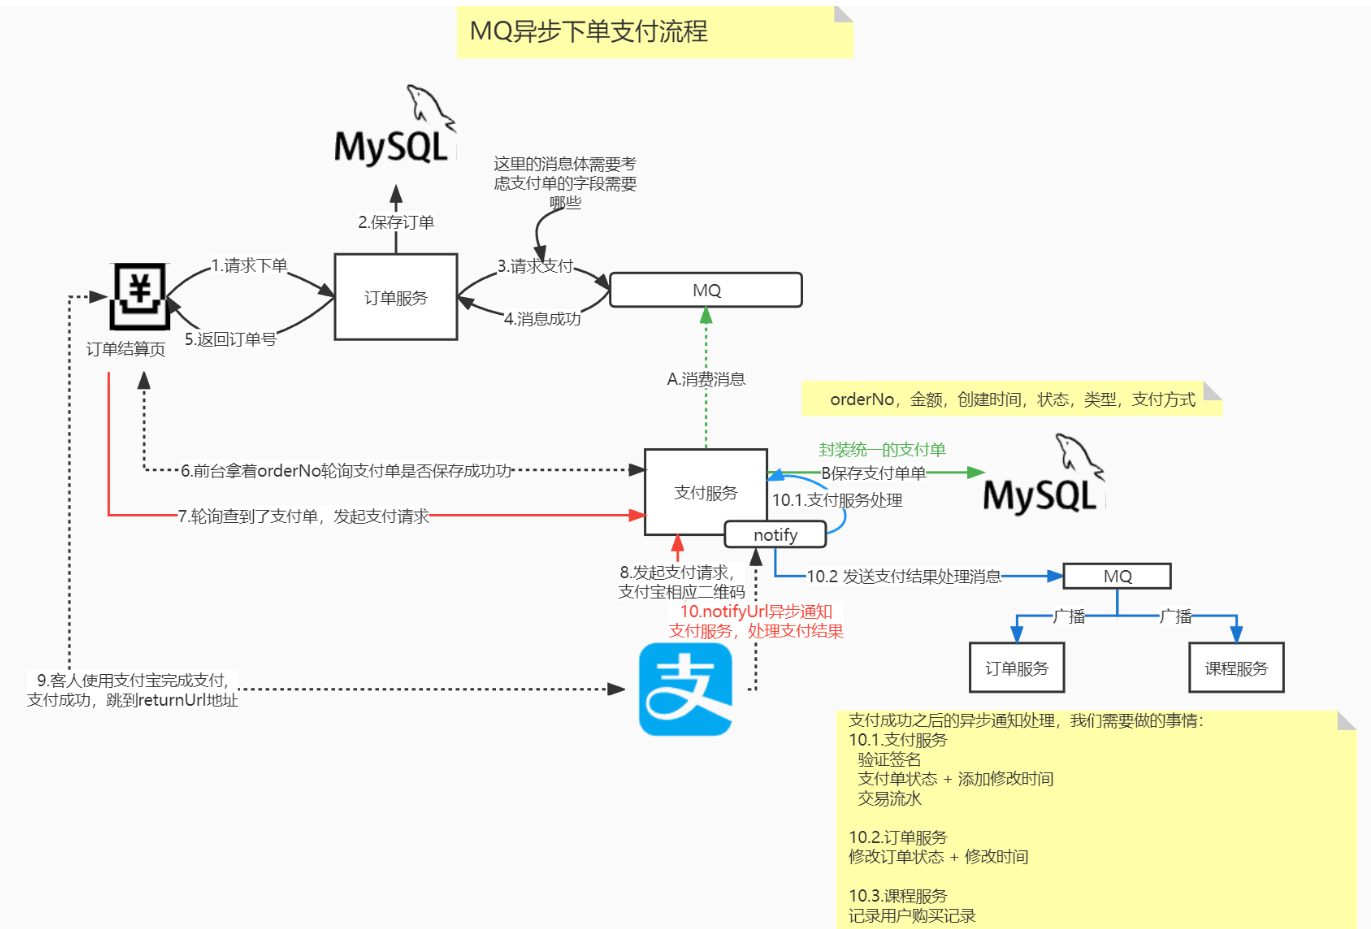 MQ异步下单支付流程
MySQL
这里的消息体需要考
虑支付单的字段需要
哪些
2.保存订单
1.请求下单
3.请求支付
¥
订单服务
MQ
4.消息成功
5.返回订单号
订单结算页
A.消费消息
orderNo，金额，创建时间，状态，类型，支付方式
封装统一的支付单
6.前台拿着orderNo轮询支付单是否保存成功功
B保存支付单单
MySQL
支付服务
10.1.支付服务处理
7.轮询查到了支付单，发起支付请求
notify
8.发起支付请求，
支付宝相应二维码
10.2 发送支付结果处理消息
MQ
10.notifyUrl异步通知
支付服务，处理支付结果
广播
广播
订单服务
课程服务
支
9.客人使用支付宝完成支付,
支付成功，跳到returnUrl地址
支付成功之后的异步通知处理，我们需要做的事情：
10.1.支付服务
验证签名
支付单状态 + 添加修改时间
交易流水
10.2.订单服务
修改订单状态 + 修改时间
10.3.课程服务
记录用户购买记录